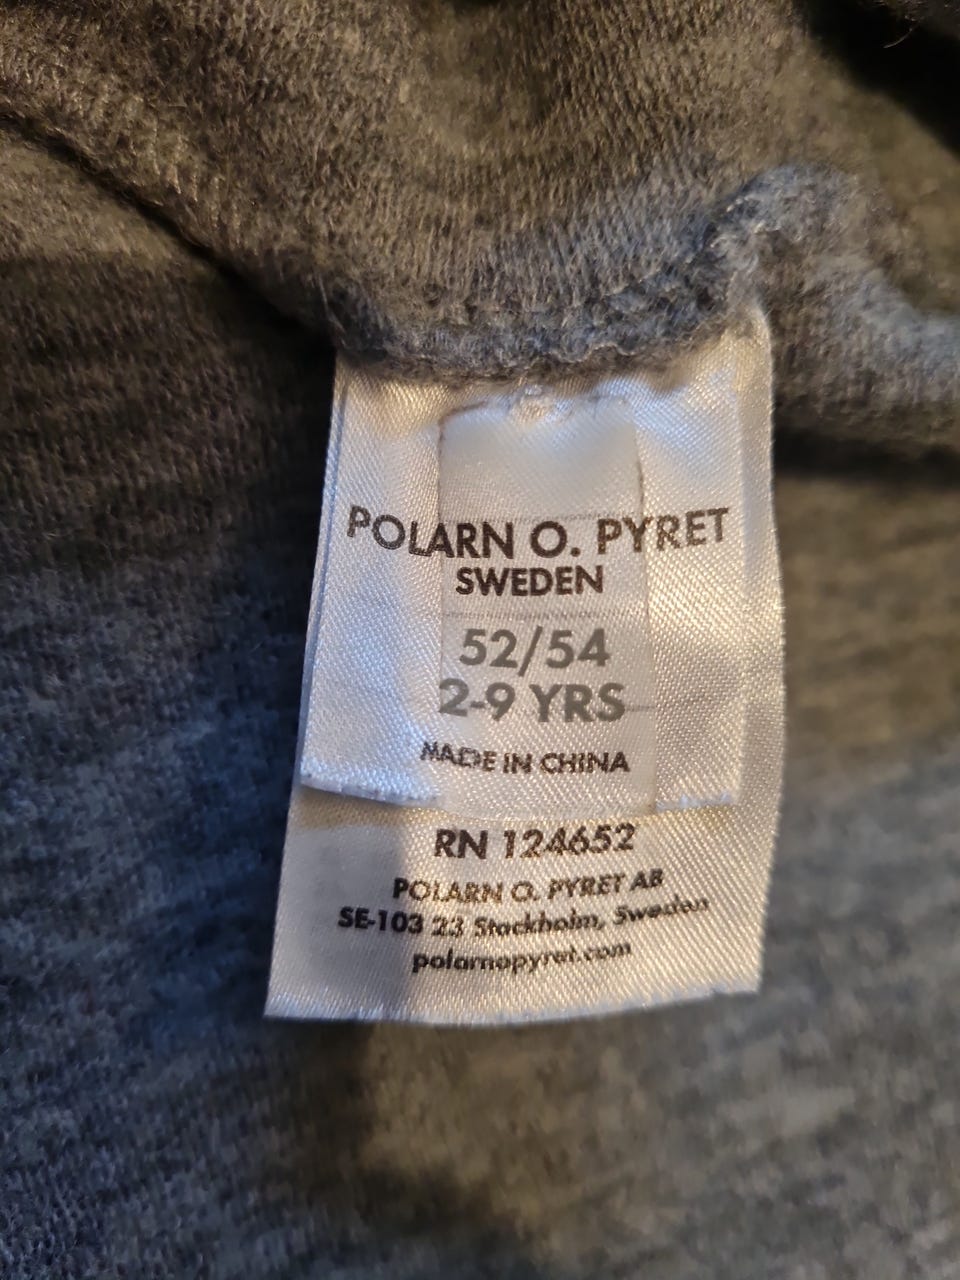 POLARN O. PYRET
SWEDEN
52/54
2-9 YRS
MADE IN CHINA
RN 124652
POLARN O. PYRET AB
SE-103 23 Stockholm, Sweden
polarnopyret.com